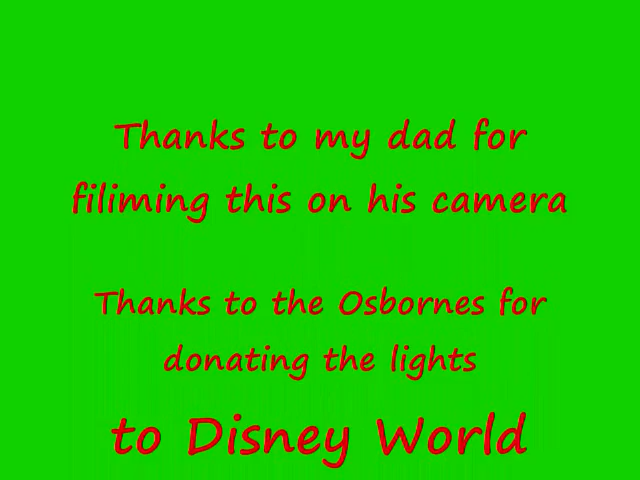 Thanks to my dad for
filiming this on his camera
Thanks to the Osbornes for
donating the lights
to Disney World